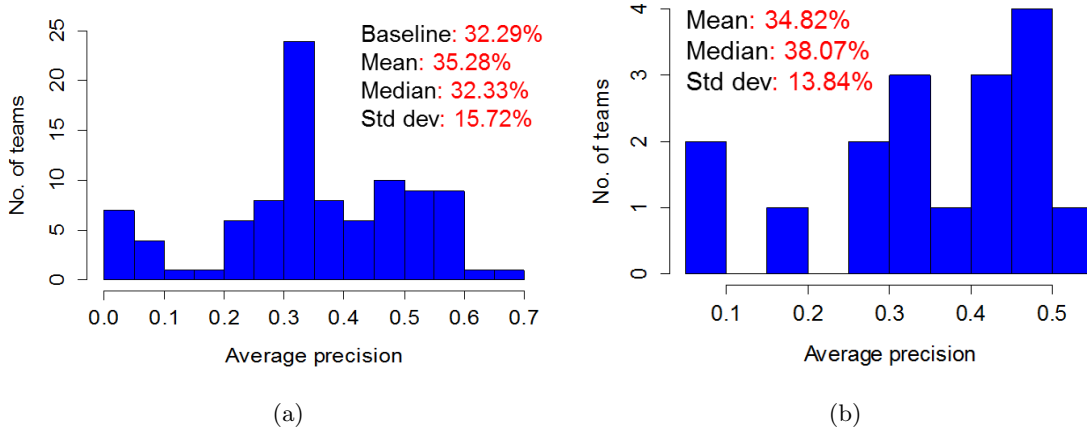 Baseline: 32.29%
Mean: 35.28%
Median: 32.33%
Std dev: 15.72%
No. of teams
25
20
15
10
5
0
0.0 0.1 0.2 0.3 0.4 0.5 0.6 0.7
Average precision
(a)
Mean: 34.82%
Median: 38.07%
Std dev: 13.84%
No. of teams
4
3
2
1
0
0.1 0.2 0.3 0.4 0.5
Average precision
(b)